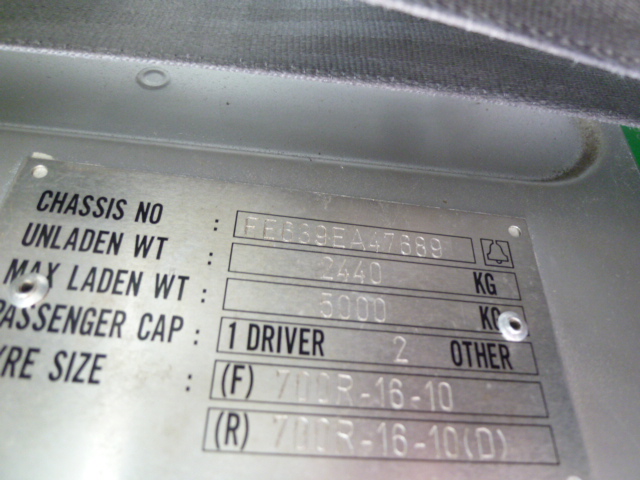 CHASSIS NO : FE639EA47689
UNLADEN WT : 2440 KG
MAX LADEN WT : 5000 KG
PASSENGER CAP : 1 DRIVER 2 OTHER
YRE SIZE : (F) 700R-16-10
(R) 700R-16-10(D)